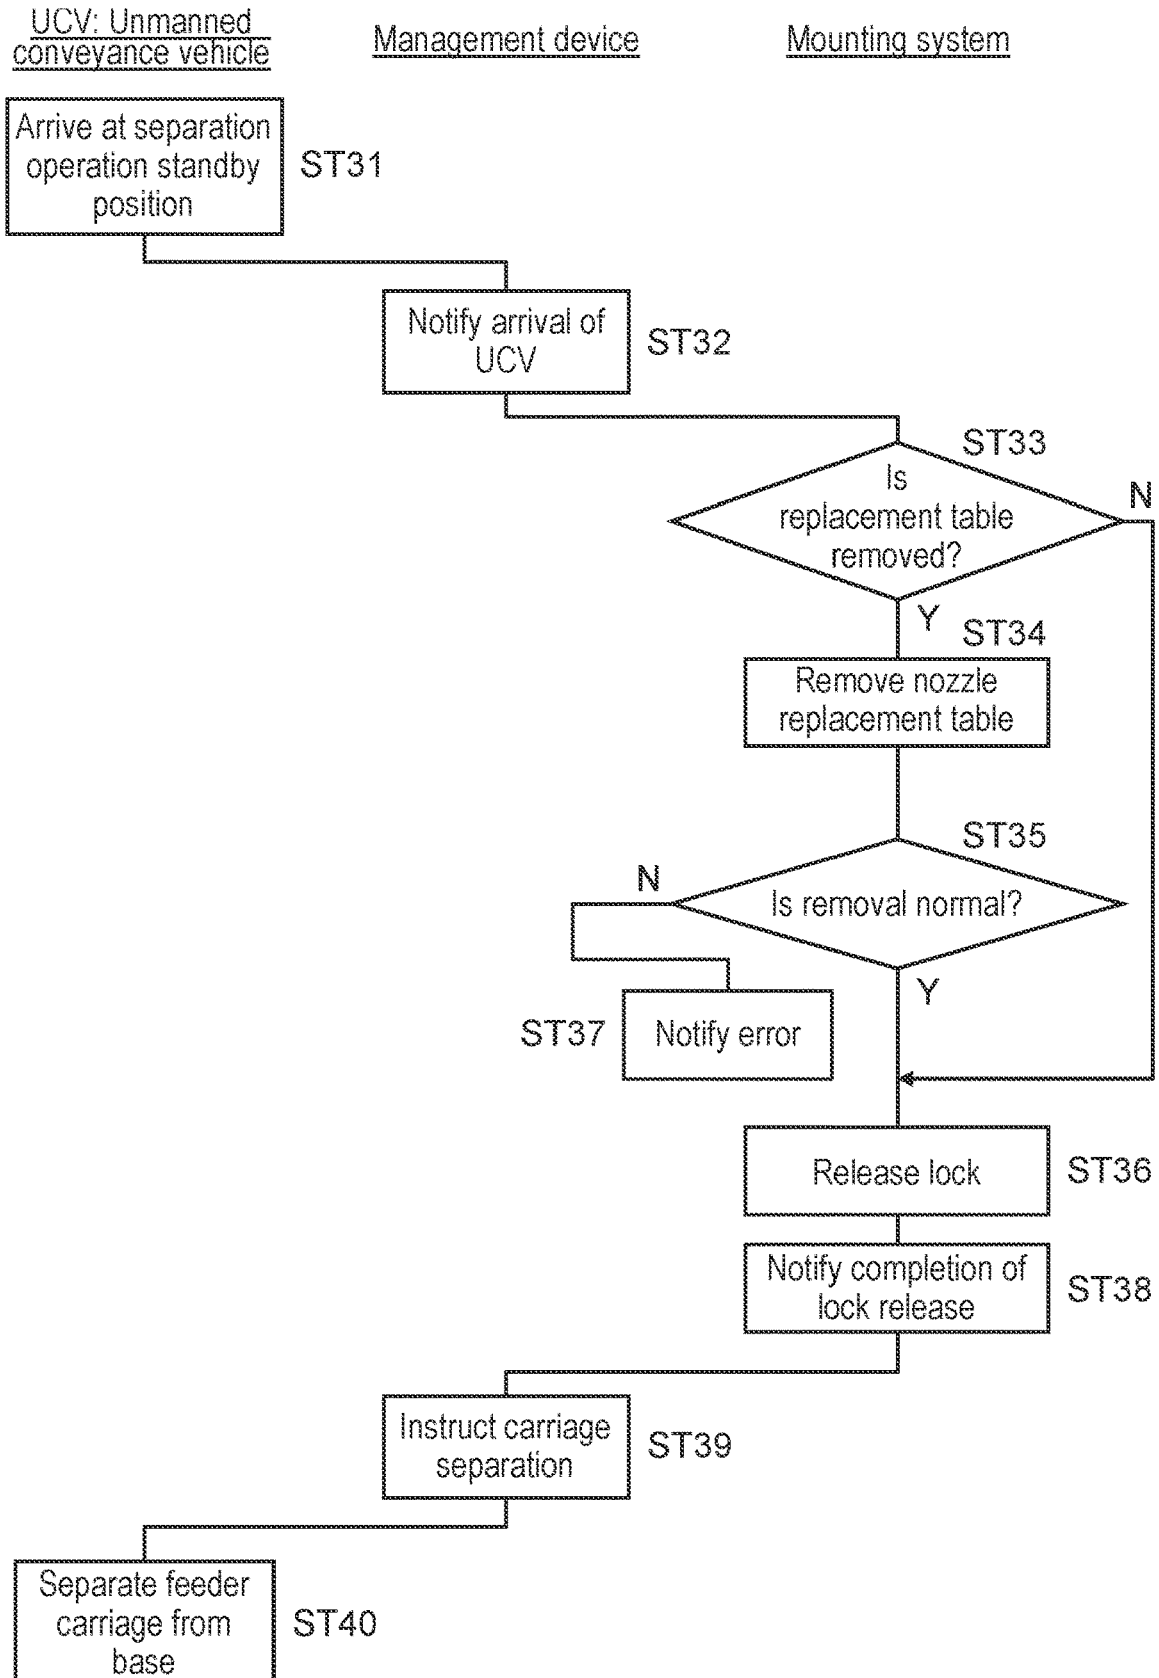 UCV: Unmanned
conveyance vehicle
Management device
Mounting system
Arrive at separation
operation standby
position
ST31
Notify arrival of
UCV
ST32
ST33
Is
replacement table
removed?
N
Y
ST34
Remove nozzle
replacement table
ST35
N
Is removal normal?
Y
ST37
Notify error
Release lock
ST36
Notify completion of
lock release
ST38
Instruct carriage
separation
ST39
Separate feeder
carriage from
base
ST40